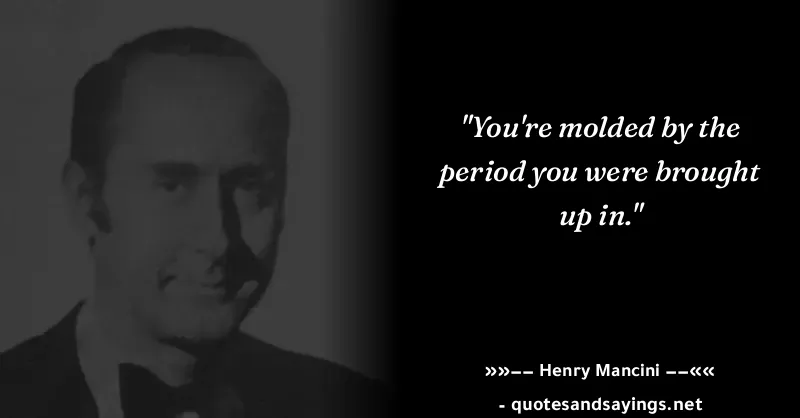 "You're molded by the
period you were brought
up in."
»»−− Henry Mancini −−««
- quotesandsayings.net